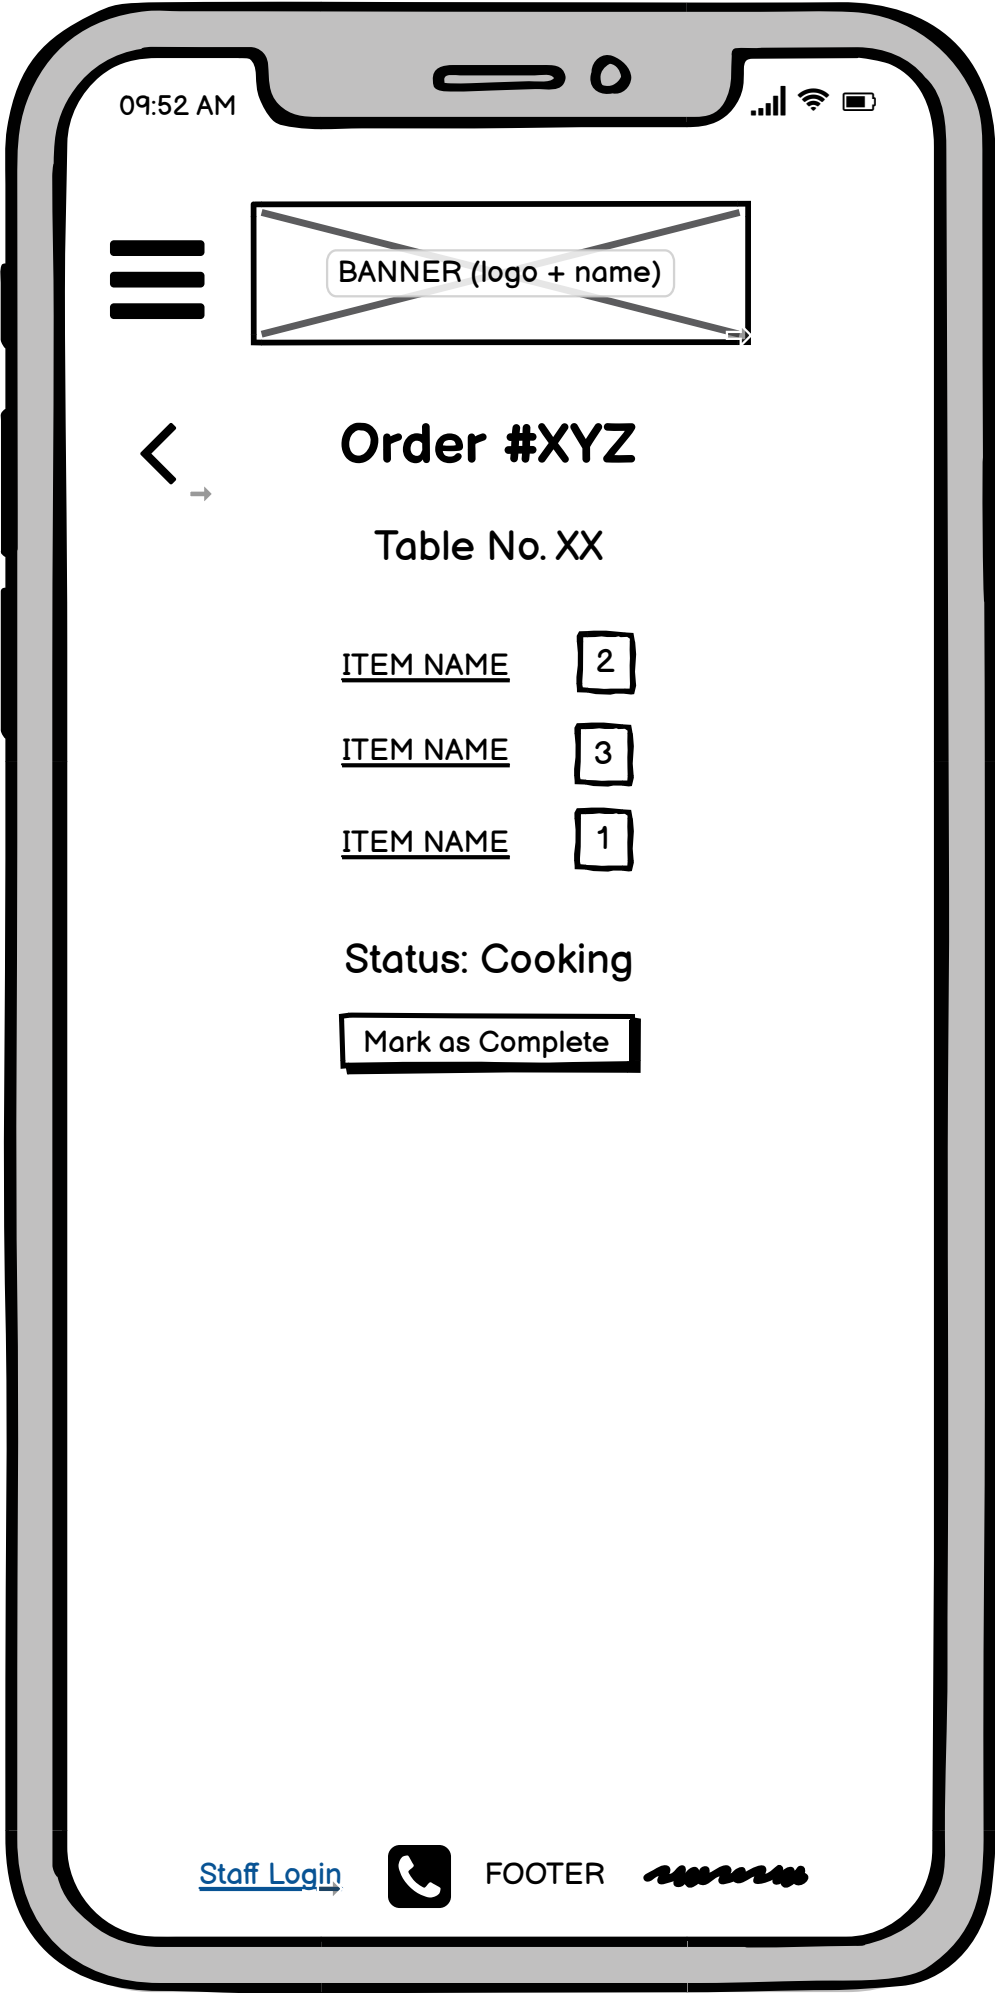 09:52 AM
BANNER (logo + name)
Order #XYZ
Table No. XX
ITEM NAME 2
ITEM NAME 3
ITEM NAME 1
Status: Cooking
Mark as Complete
Staff Login FOOTER